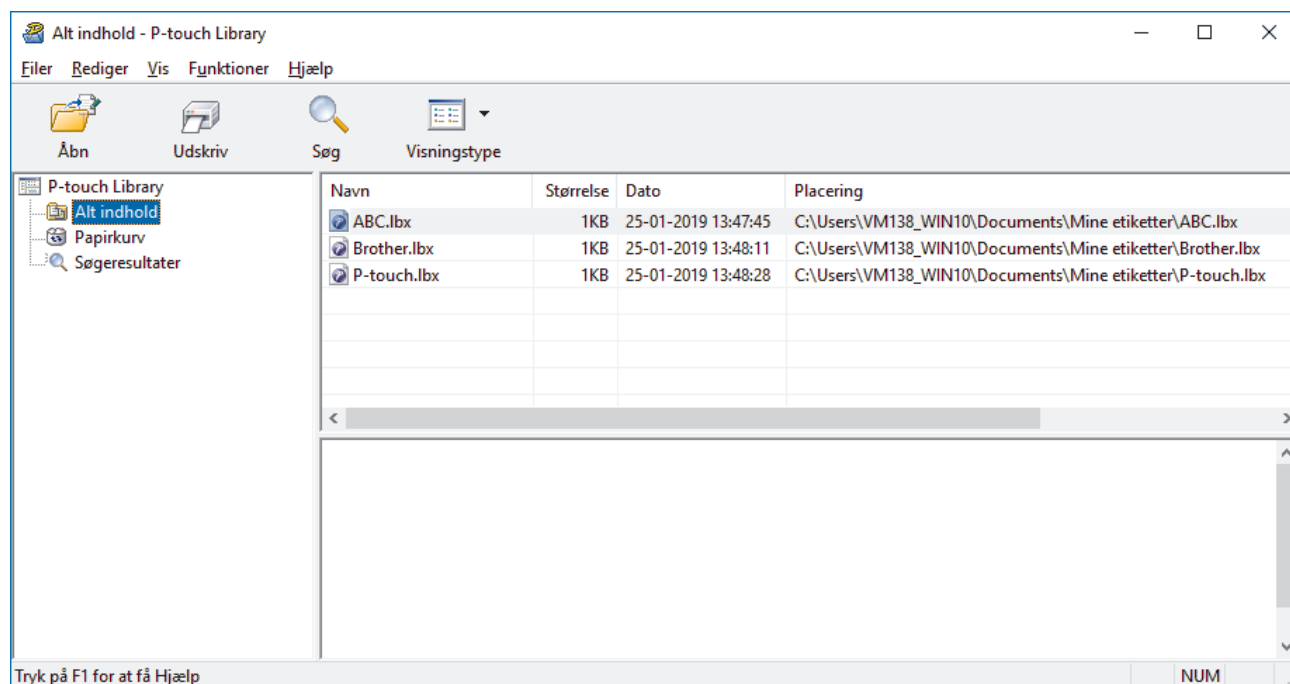 Alt indhold - P-touch Library
Filer Rediger Vis Funktioner Hjælp
Åbn Udskriv Søg Visningstype
P-touch Library
Alt indhold
Papirkurv
Søgeresultater
Navn Størrelse Dato Placering
ABC.lbx 1KB 25-01-2019 13:47:45 C:\Users\VM138_WIN10\Documents\Mine etiketter\ABC.lbx
Brother.lbx 1KB 25-01-2019 13:48:11 C:\Users\VM138_WIN10\Documents\Mine etiketter\Brother.lbx
P-touch.lbx 1KB 25-01-2019 13:48:28 C:\Users\VM138_WIN10\Documents\Mine etiketter\P-touch.lbx
Tryk på F1 for at få Hjælp NUM